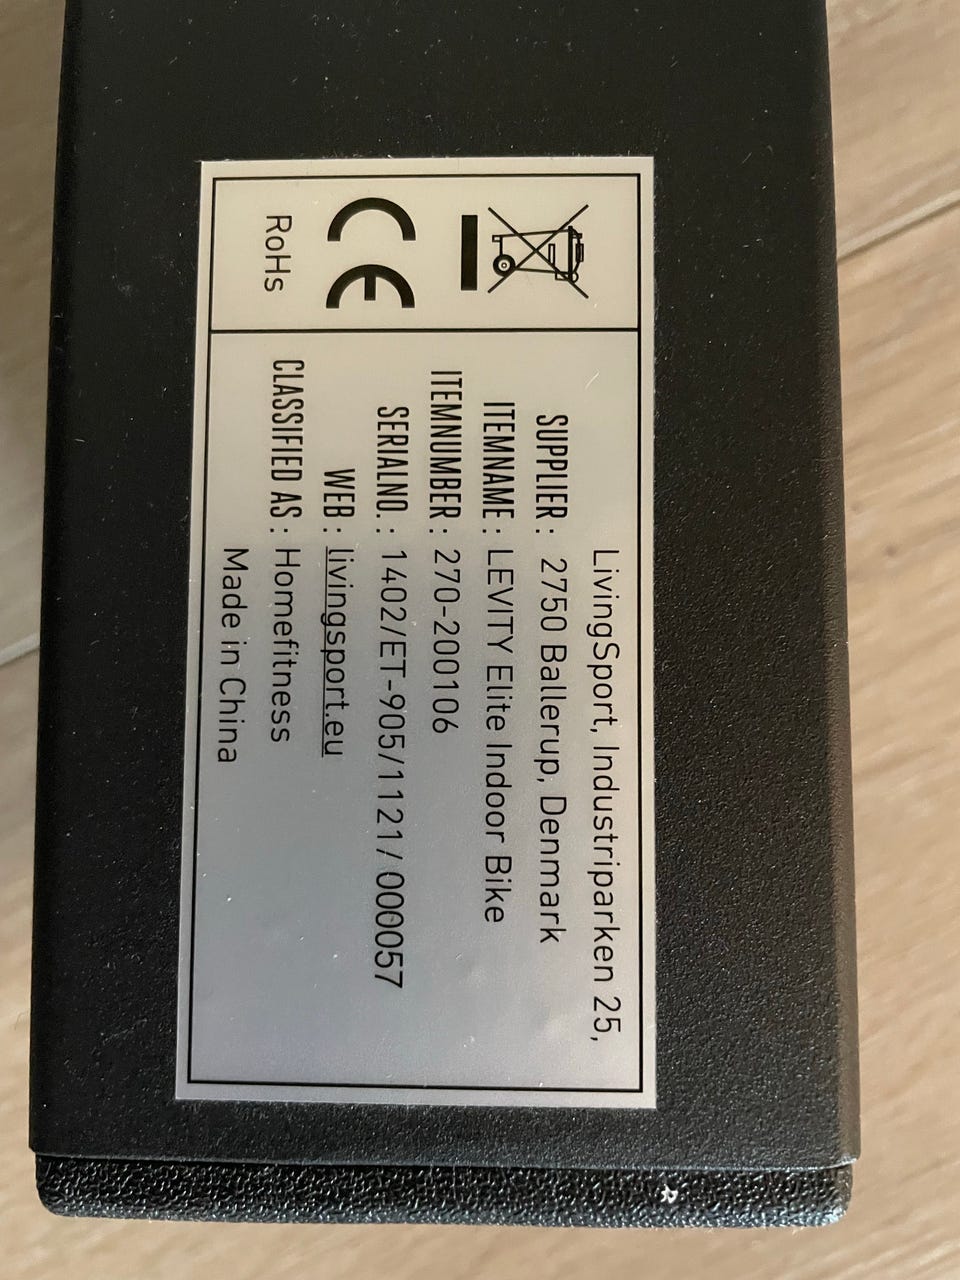 CE
RoHs
LivingSport, Industriparken 25,
SUPPLIER : 2750 Ballerup, Denmark
ITEMNAME : LEVITY Elite Indoor Bike
ITEMNUMBER : 270-200106
SERIALNO. : 1402/ET-905/1121/000057
WEB : livingsport.eu
CLASSIFIED AS : Homefitness
Made in China